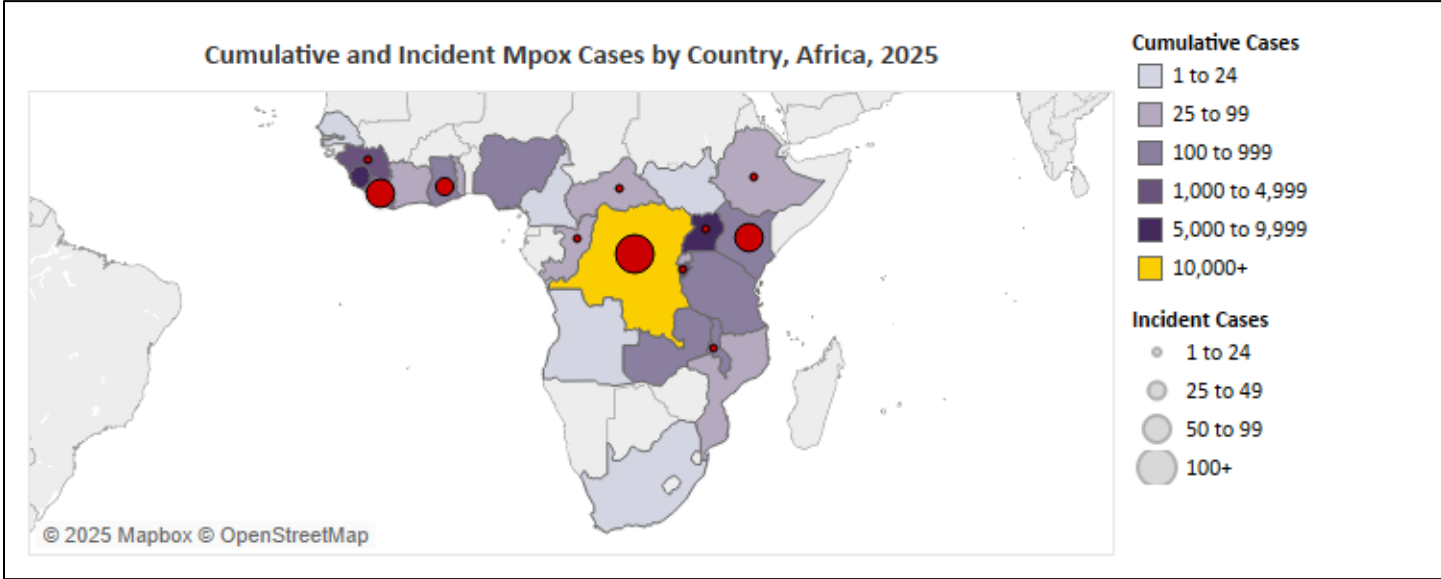 Cumulative and Incident Mpox Cases by Country, Africa, 2025
Cumulative Cases
1 to 24
25 to 99
100 to 999
1,000 to 4,999
5,000 to 9,999
10,000+
Incident Cases
1 to 24
25 to 49
50 to 99
100+
© 2025 Mapbox © OpenStreetMap